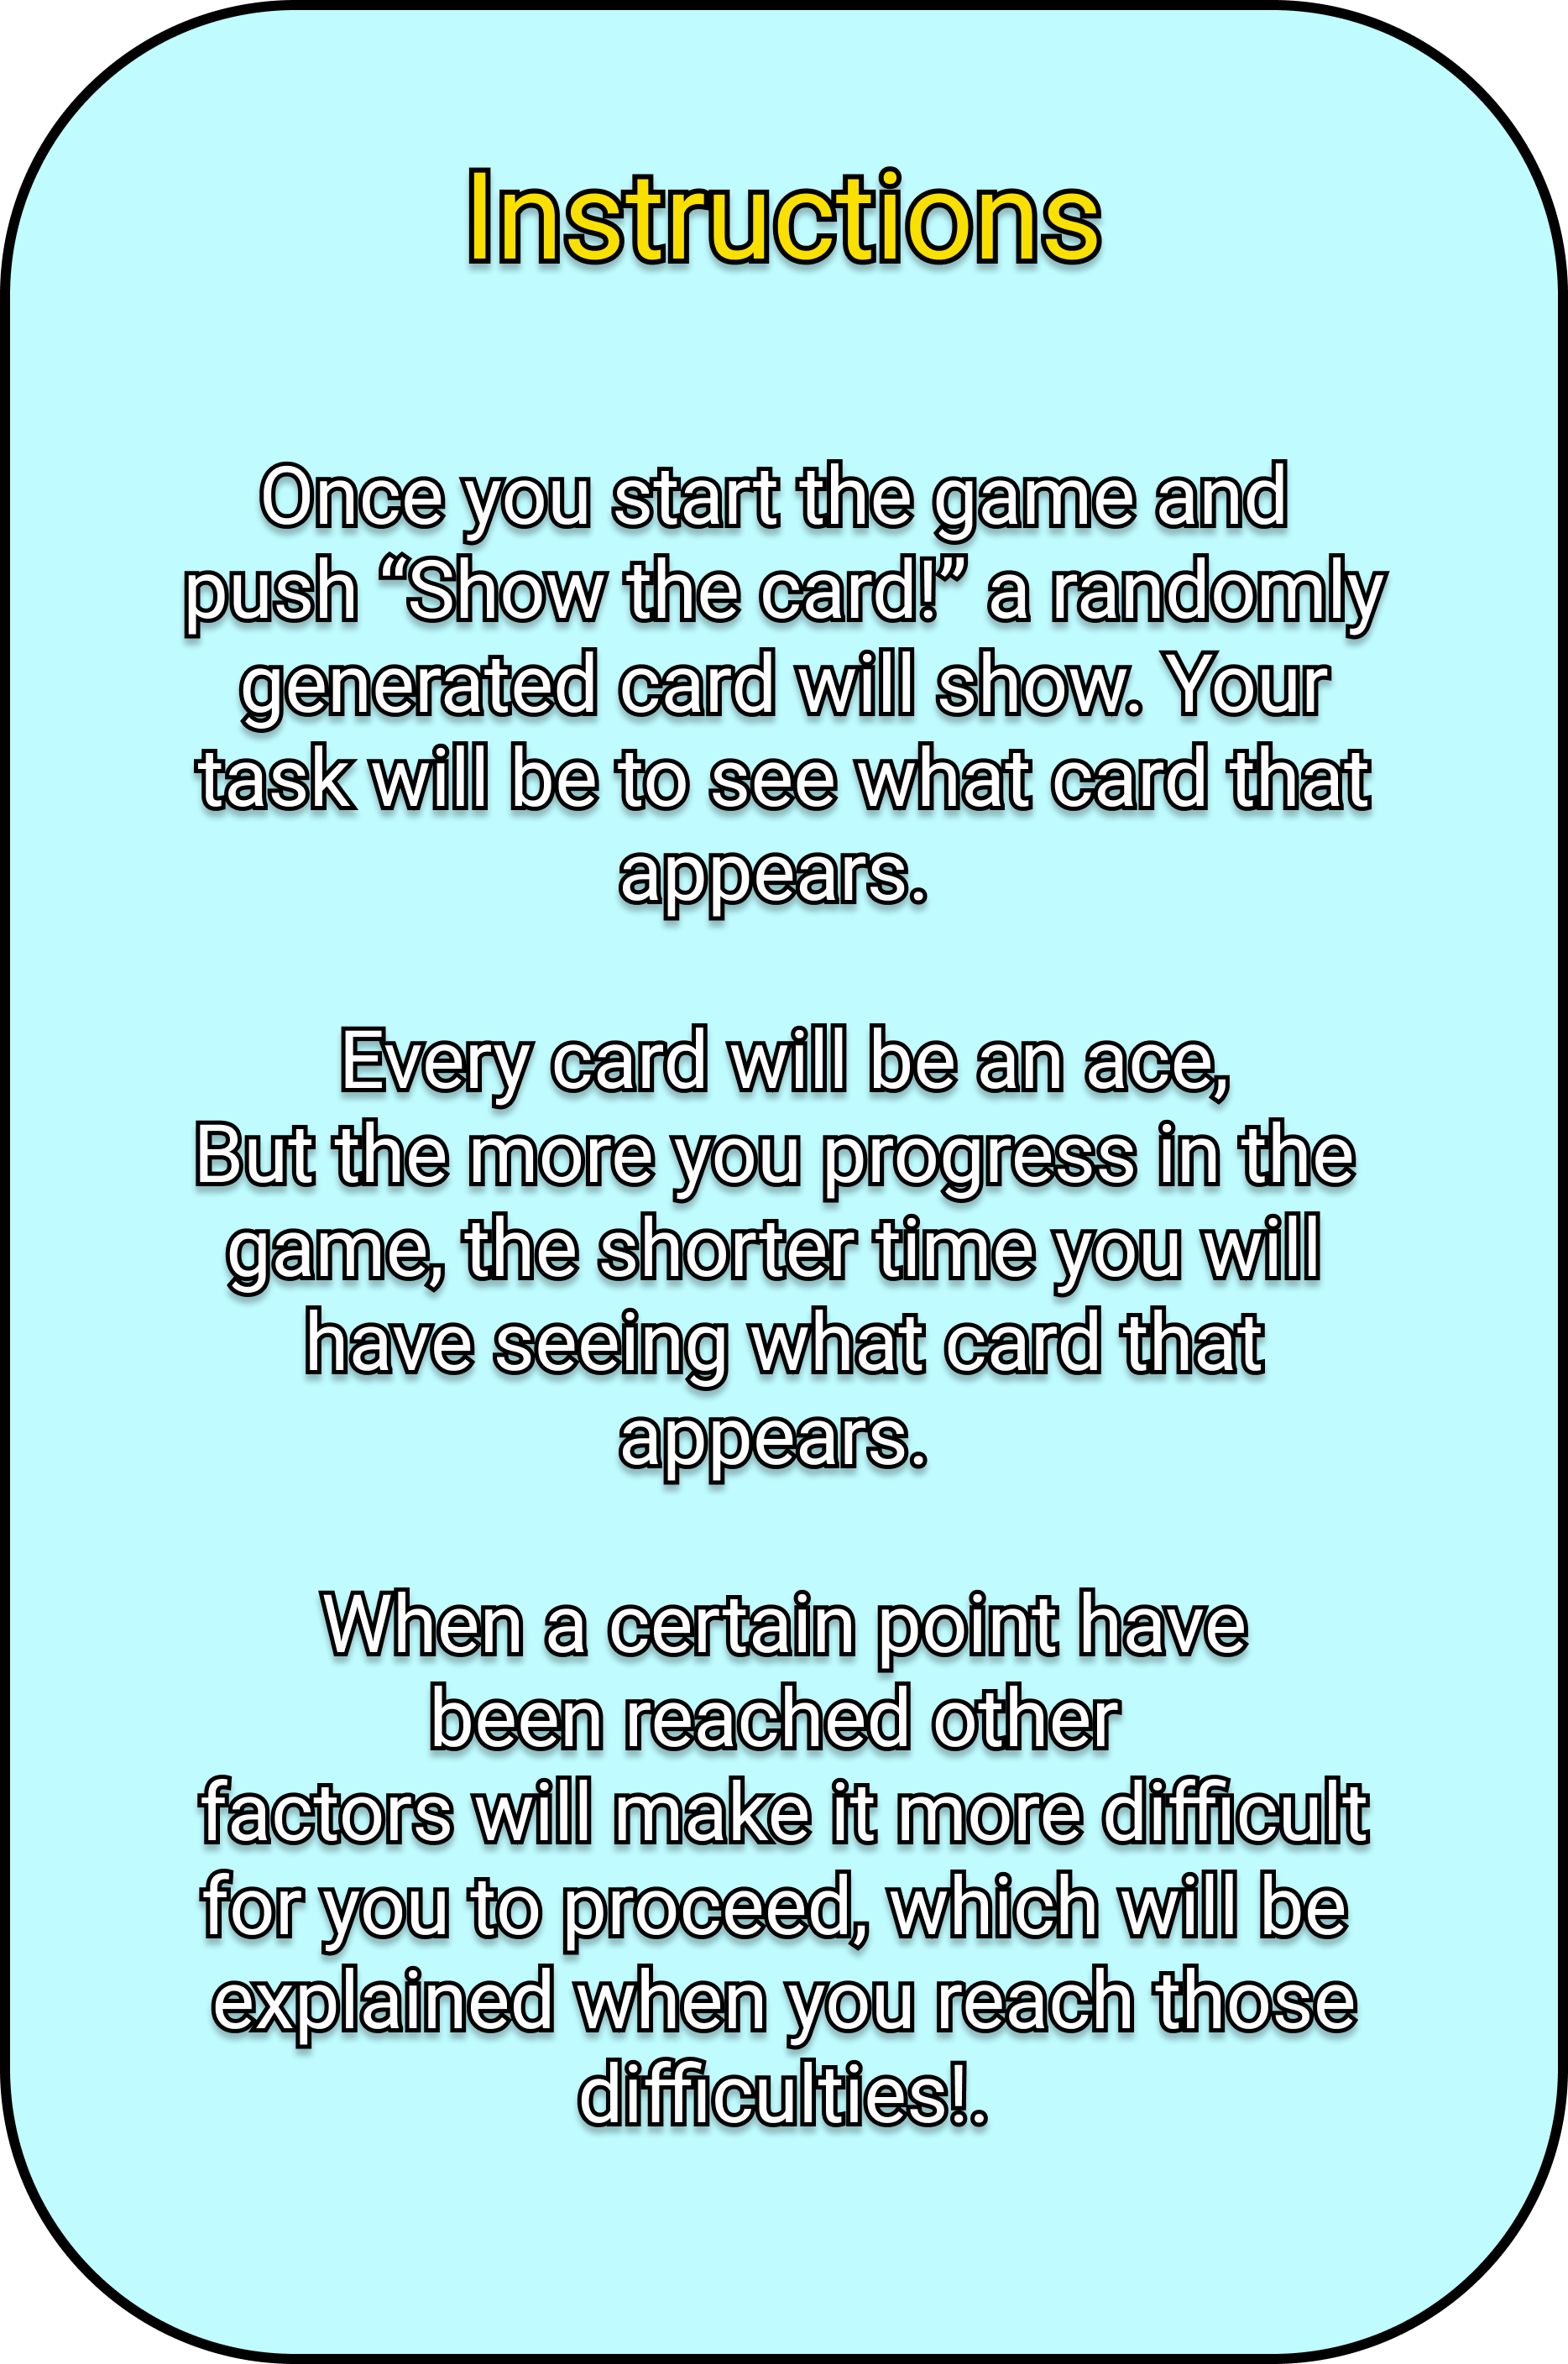 Instructions
Once you start the game and
push “Show the card!” a randomly
generated card will show. Your
task will be to see what card that
appears.
Every card will be an ace,
But the more you progress in the
game, the shorter time you will
have seeing what card that
appears.
When a certain point have
been reached other
factors will make it more difficult
for you to proceed, which will be
explained when you reach those
difficulties!.